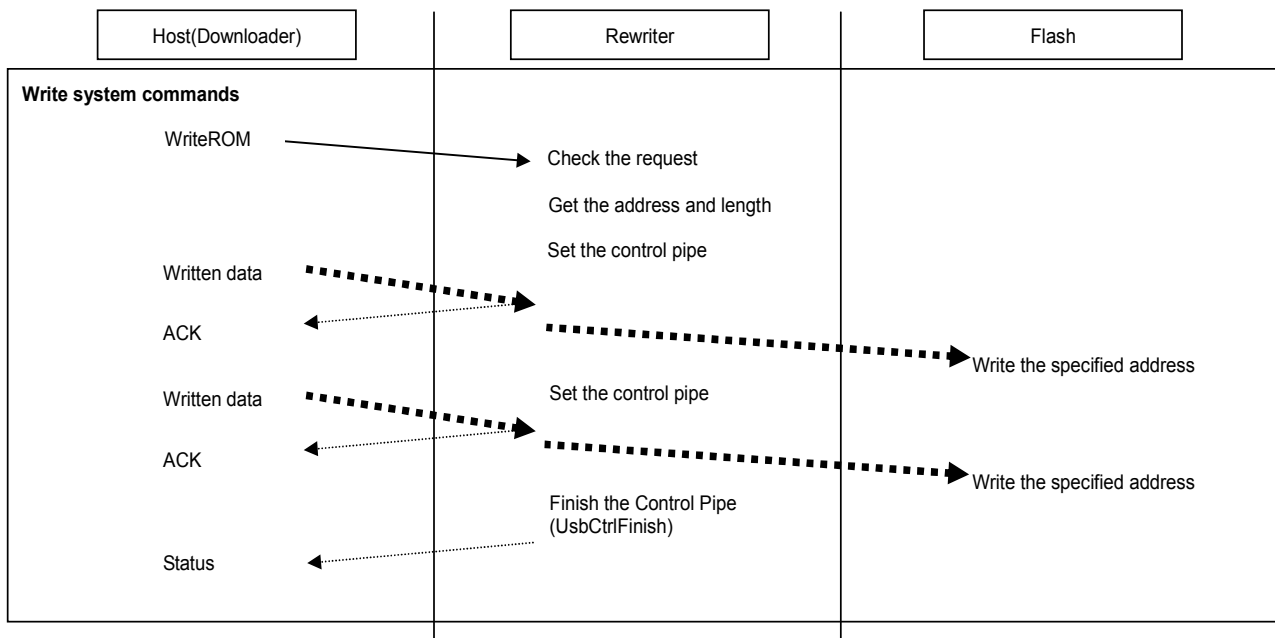 Host(Downloader)
Rewriter
Flash
Write system commands
WriteROM
Check the request
Get the address and length
Set the control pipe
Written data
ACK
Write the specified address
Set the control pipe
Written data
ACK
Write the specified address
Finish the Control Pipe
(UsbCtrlFinish)
Status